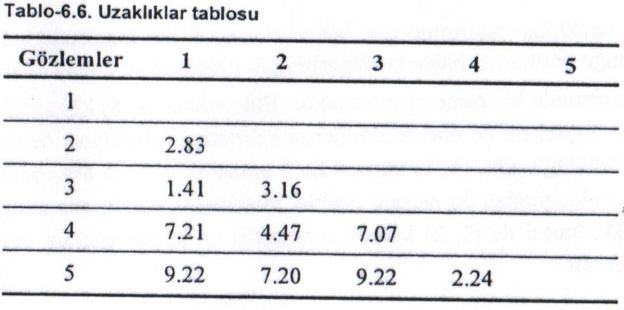 Tablo-6.6. Uzaklıklar tablosu
Gözlemler 1 2 3 4 5
1
2 2.83
3 1.41 3.16
4 7.21 4.47 7.07
5 9.22 7.20 9.22 2.24